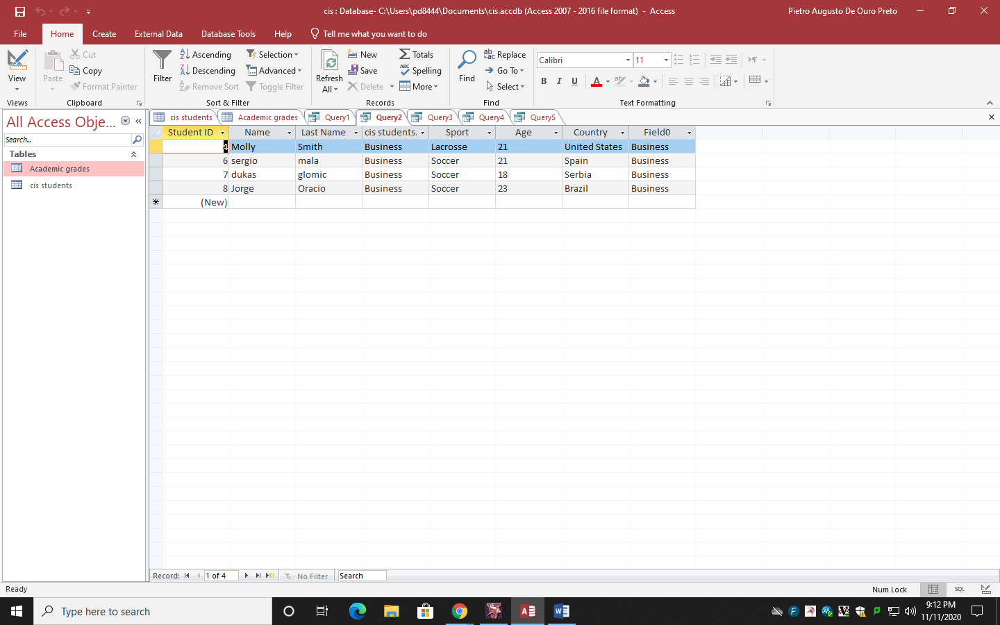 cis : Database- C:\Users\pd8444\Documents\cis.accdb (Access 2007 - 2016 file format) - Access
Pietro Augusto De Ouro Preto
File Home Create External Data Database Tools Help Tell me what you want to do
View
Views
Paste
Cut
Copy
Format Painter
Clipboard
Filter
Ascending
Descending
Remove Sort
Selection
Advanced
Toggle Filter
Sort & Filter
Refresh
All
New
Save
Delete
Totals
Spelling
More
Records
Find
Replace
Go To
Select
Find
Calibri 11
B I U A
Text Formatting
All Access Obje...
Search...
Tables
Academic grades
cis students
cis students Academic grades Query1 Query2 Query3 Query4 Query5
Student ID Name Last Name cis students. Sport Age Country Field0
4 Molly Smith Business Lacrosse 21 United States Business
6 sergio mala Business Soccer 21 Spain Business
7 dukas glomic Business Soccer 18 Serbia Business
8 Jorge Oracio Business Soccer 23 Brazil Business
(New)
Record: 1 of 4 No Filter Search
Ready
Num Lock SQL
Type here to search
9:12 PM
11/11/2020